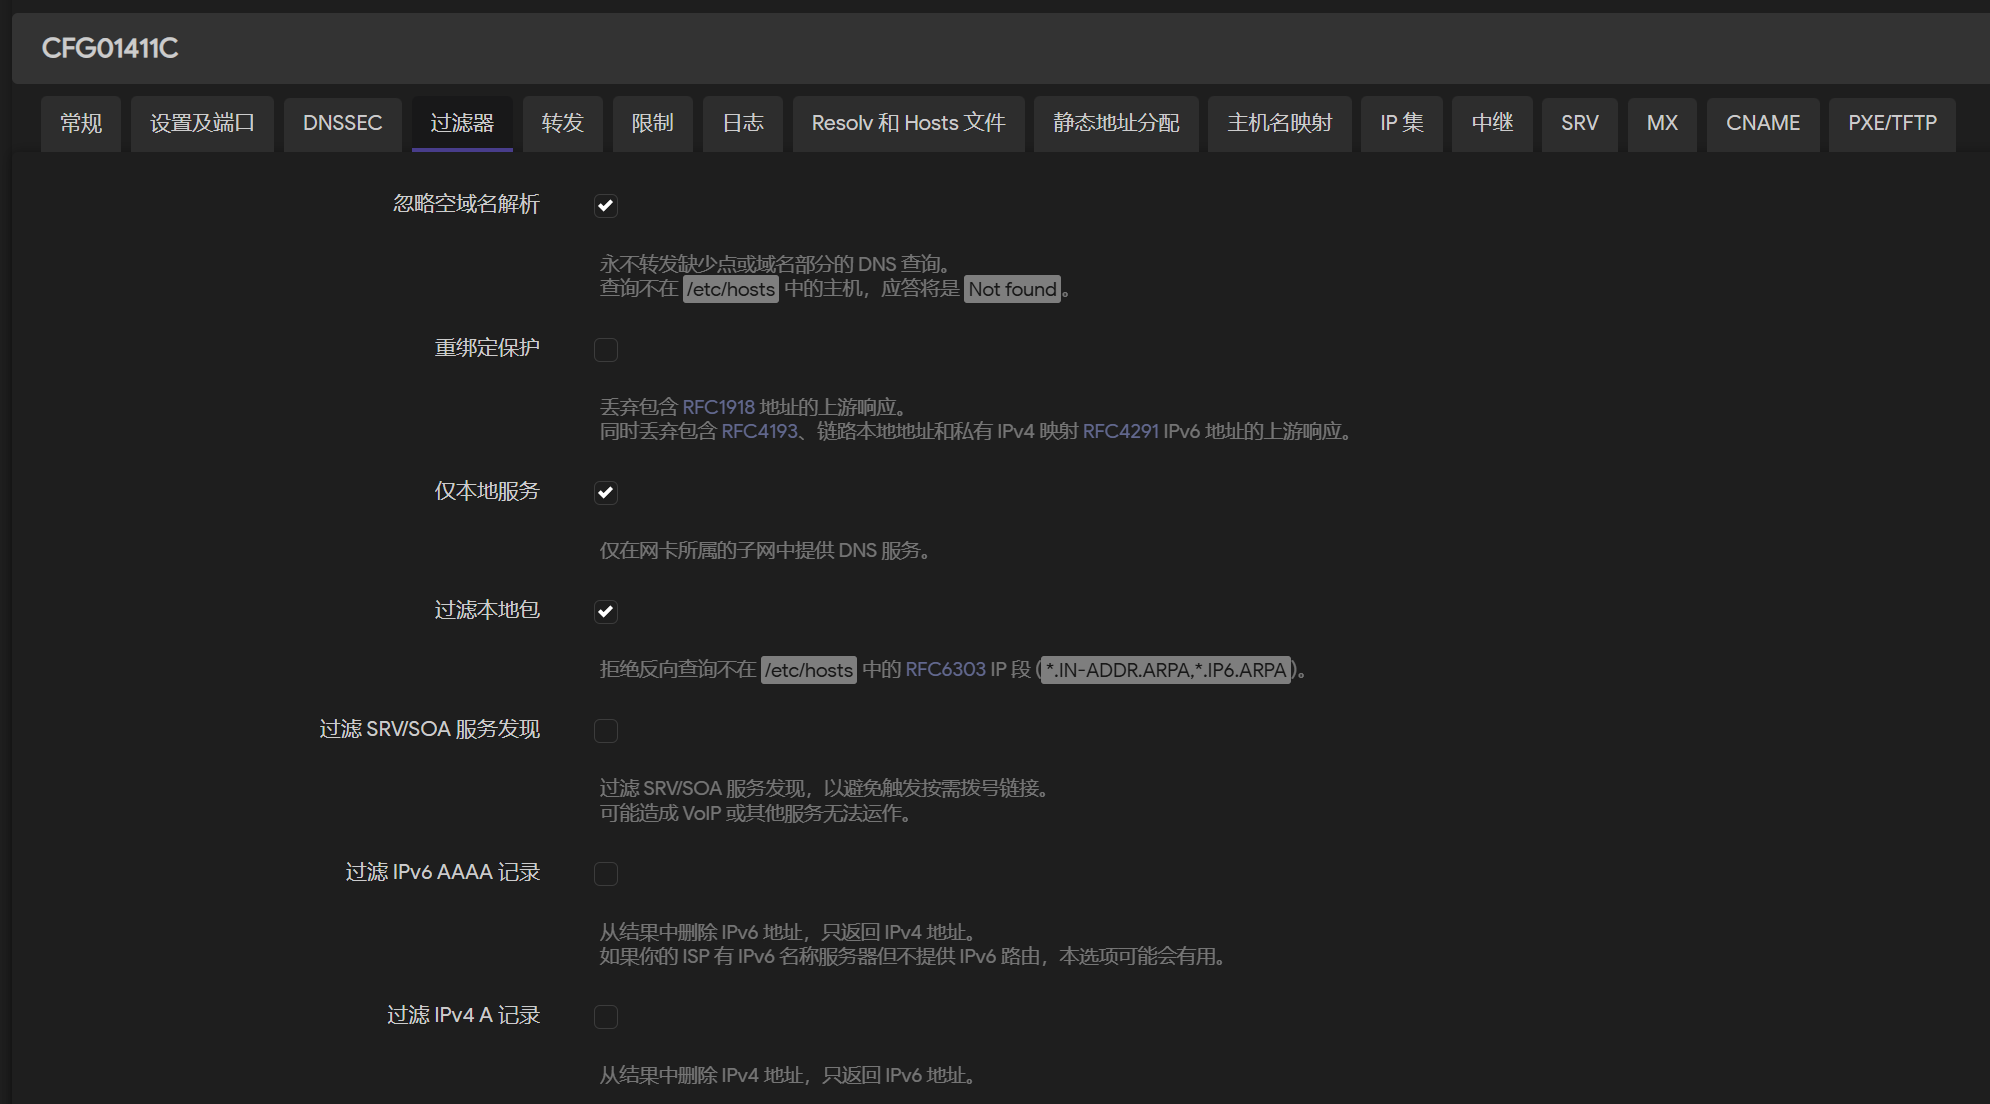 CFG01411C
常规 设置及端口 DNSSEC 过滤器 转发 限制 日志 Resolv 和 Hosts 文件 静态地址分配 主机名映射 IP 集 中继 SRV MX CNAME PXE/TFTP
忽略空域名解析
永不转发缺少点或域名部分的 DNS 查询。
查询不在 /etc/hosts 中的主机，应答将是 Not found。
重绑定保护
丢弃包含 RFC1918 地址的上游响应。
同时丢弃包含 RFC4193、链路本地地址和私有 IPv4 映射 RFC4291 IPv6 地址的上游响应。
仅本地服务
仅在网卡所属的子网中提供 DNS 服务。
过滤本地包
拒绝反向查询不在 /etc/hosts 中的 RFC6303 IP 段 (*.IN-ADDR.ARPA,*.IP6.ARPA)。
过滤 SRV/SOA 服务发现
过滤 SRV/SOA 服务发现，以避免触发按需拨号链接。
可能造成 VoIP 或其他服务无法运作。
过滤 IPv6 AAAA 记录
从结果中删除 IPv6 地址，只返回 IPv4 地址。
如果你的 ISP 有 IPv6 名称服务器但不提供 IPv6 路由，本选项可能会有用。
过滤 IPv4 A 记录
从结果中删除 IPv4 地址，只返回 IPv6 地址。